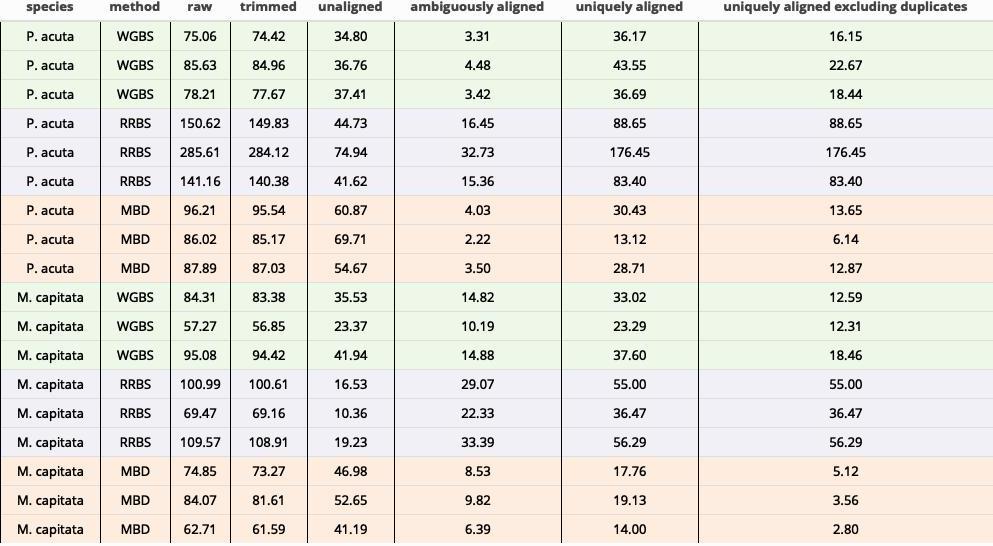 species method raw trimmed unaligned ambiguously aligned uniquely aligned uniquely aligned excluding duplicates
P. acuta WGBS 75.06 74.42 34.80 3.31 36.17 16.15
P. acuta WGBS 85.63 84.96 36.76 4.48 43.55 22.67
P. acuta WGBS 78.21 77.67 37.41 3.42 36.69 18.44
P. acuta RRBS 150.62 149.83 44.73 16.45 88.65 88.65
P. acuta RRBS 285.61 284.12 74.94 32.73 176.45 176.45
P. acuta RRBS 141.16 140.38 41.62 15.36 83.40 83.40
P. acuta MBD 96.21 95.54 60.87 4.03 30.43 13.65
P. acuta MBD 86.02 85.17 69.71 2.22 13.12 6.14
P. acuta MBD 87.89 87.03 54.67 3.50 28.71 12.87
M. capitata WGBS 84.31 83.38 35.53 14.82 33.02 12.59
M. capitata WGBS 57.27 56.85 23.37 10.19 23.29 12.31
M. capitata WGBS 95.08 94.42 41.94 14.88 37.60 18.46
M. capitata RRBS 100.99 100.61 16.53 29.07 55.00 55.00
M. capitata RRBS 69.47 69.16 10.36 22.33 36.47 36.47
M. capitata RRBS 109.57 108.91 19.23 33.39 56.29 56.29
M. capitata MBD 74.85 73.27 46.98 8.53 17.76 5.12
M. capitata MBD 84.07 81.61 52.65 9.82 19.13 3.56
M. capitata MBD 62.71 61.59 41.19 6.39 14.00 2.80